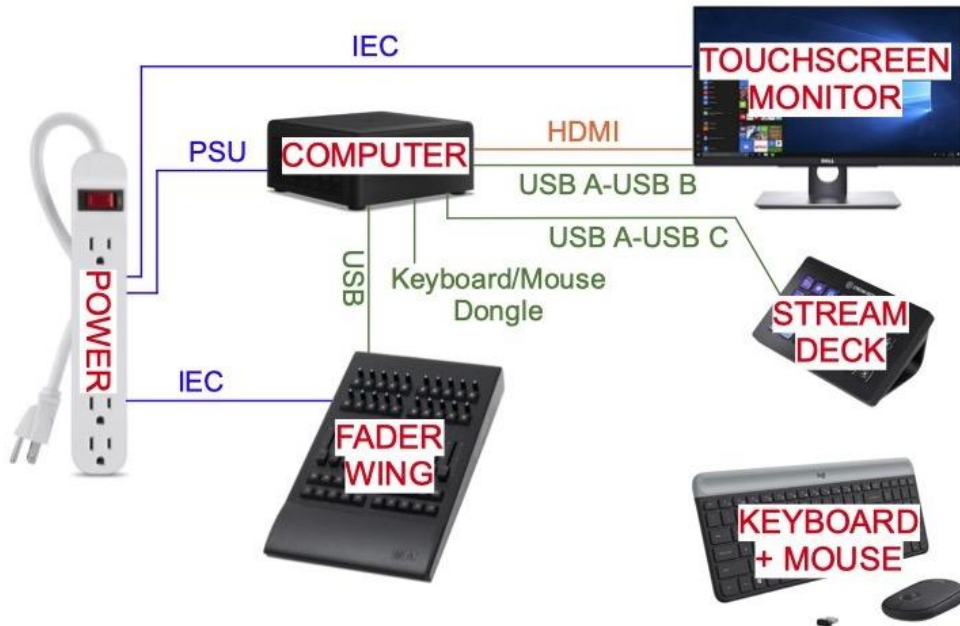 IEC
TOUCHSCREEN
MONITOR
PSU
COMPUTER
HDMI
USB A-USB B
USB A-USB C
USB
Keyboard/Mouse
Dongle
POWER
STREAM
DECK
IEC
FADER
WING
KEYBOARD
+ MOUSE
DELL